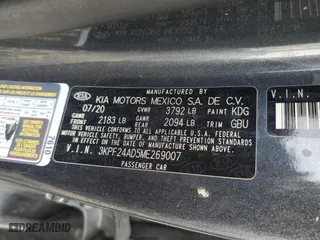 MANUFACTURED BY
KIA KIA MOTORS MEXICO S.A. DE C.V.
07/20 GVWR 3792 LB PAINT KDG
FRONT GAWR REAR GAWR TRIM
2183 LB 2094 LB GBU
THIS VEHICLE CONFORMS TO ALL APPLICABLE
U.S. FEDERAL MOTOR VEHICLE SAFETY, BUMPER,
AND THEFT PREVENTION STANDARDS IN EFFECT ON
THE DATE OF MANUFACTURE SHOWN ABOVE.
V.I.N. 3KPF24AD5ME269007
PASSENGER CAR
V.I.N.
DREAMBID